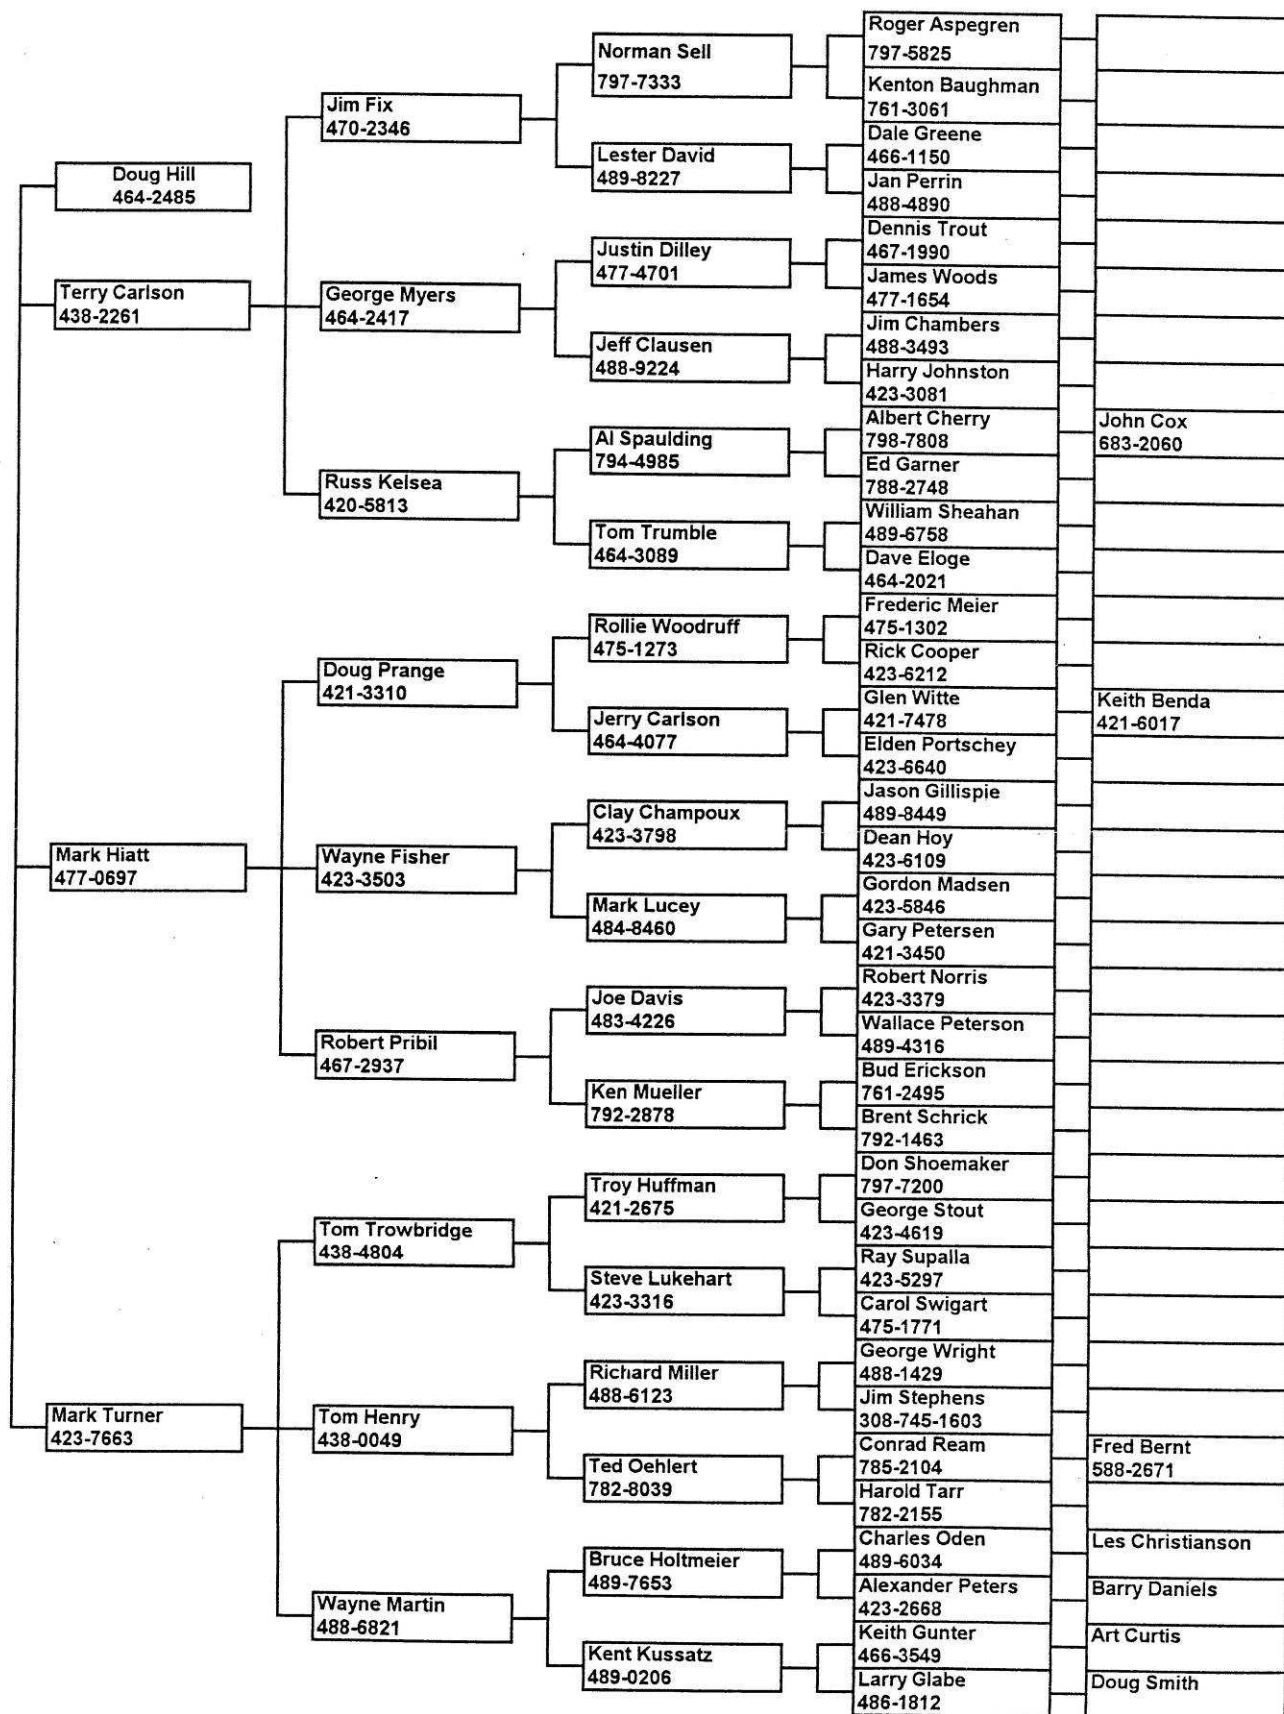 Doug Hill
464-2485
Terry Carlson
438-2261
Mark Hiatt
477-0697
Mark Turner
423-7663
Jim Fix
470-2346
George Myers
464-2417
Russ Kelsea
420-5813
Doug Prange
421-3310
Wayne Fisher
423-3503
Robert Pribil
467-2937
Tom Trowbridge
438-4804
Tom Henry
438-0049
Wayne Martin
488-6821
Norman Sell
797-7333
Lester David
489-8227
Justin Dilley
477-4701
Jeff Clausen
488-9224
Al Spaulding
794-4985
Tom Trumble
464-3089
Rollie Woodruff
475-1273
Jerry Carlson
464-4077
Clay Champoux
423-3798
Mark Lucey
484-8460
Joe Davis
483-4226
Ken Mueller
792-2878
Troy Huffman
421-2675
Steve Lukehart
423-3316
Richard Miller
488-6123
Ted Oehlert
782-8039
Bruce Holtmeier
489-7653
Kent Kussatz
489-0206
Roger Aspegren
797-5825
Kenton Baughman
761-3061
Dale Greene
466-1150
Jan Perrin
488-4890
Dennis Trout
467-1990
James Woods
477-1654
Jim Chambers
488-3493
Harry Johnston
423-3081
Albert Cherry
798-7808
Ed Garner
788-2748
William Sheahan
489-6758
Dave Eloge
464-2021
Frederic Meier
475-1302
Rick Cooper
423-6212
Glen Witte
421-7478
Elden Portschey
423-6640
Jason Gillispie
489-8449
Dean Hoy
423-6109
Gordon Madsen
423-5846
Gary Petersen
421-3450
Robert Norris
423-3379
Wallace Peterson
489-4316
Bud Erickson
761-2495
Brent Schrick
792-1463
Don Shoemaker
797-7200
George Stout
423-4619
Ray Supalla
423-5297
Carol Swigart
475-1771
George Wright
488-1429
Jim Stephens
308-745-1603
Conrad Ream
785-2104
Harold Tarr
782-2155
Charles Oden
489-6034
Alexander Peters
423-2668
Keith Gunter
466-3549
Larry Glabe
486-1812
John Cox
683-2060
Keith Benda
421-6017
Fred Bernt
588-2671
Les Christianson
Barry Daniels
Art Curtis
Doug Smith